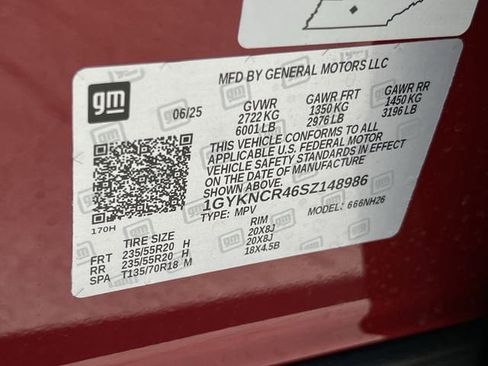 gm
MFD BY GENERAL MOTORS LLC
06/25 GVWR GAWR FRT GAWR RR
2722 KG 1350 KG 1450 KG
6001 LB 2976 LB 3196 LB
THIS VEHICLE CONFORMS TO ALL
APPLICABLE U.S. FEDERAL MOTOR
VEHICLE SAFETY STANDARDS IN EFFECT
ON THE DATE OF MANUFACTURE
SHOWN ABOVE.
1GYKNCR46SZ148986
TYPE: MPV MODEL: 666NH26
170H
TIRE SIZE RIM
FRT 235/55R20 H 20X8J
RR 235/55R20 H 20X8J
SPA T135/70R18 M 18X4.5B